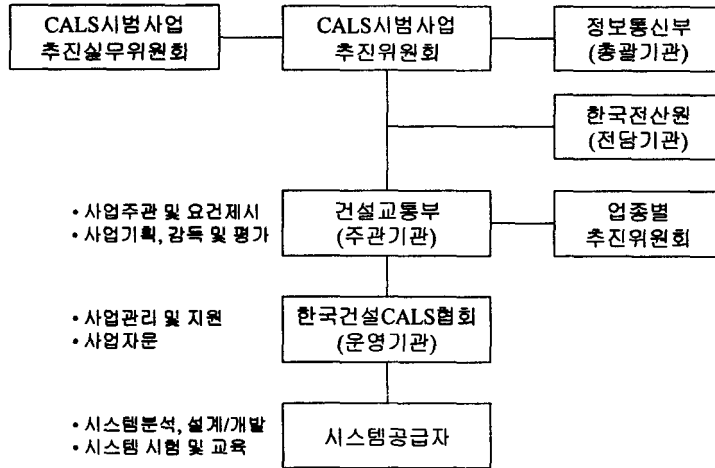 CALS시범사업
추진실무위원회
CALS시범사업
추진위원회
정보통신부
(총괄기관)
한국전산원
(전담기관)
• 사업주관 및 요건제시
• 사업기획, 감독 및 평가
건설교통부
(주관기관)
업종별
추진위원회
• 사업관리 및 지원
• 사업자문
한국건설CALS협회
(운영기관)
• 시스템분석, 설계/개발
• 시스템 시험 및 교육
시스템공급자